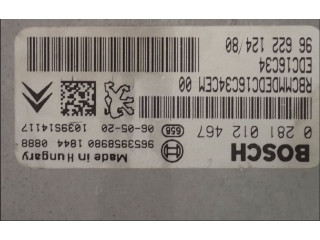 BOSCH
Made in Hungary
9653958980 1844 0888
0 281 012 467
658
06-05-20
1039S14117
RBCMMDEDC16C34CEM 00
EDC16C34
96 622 124/80